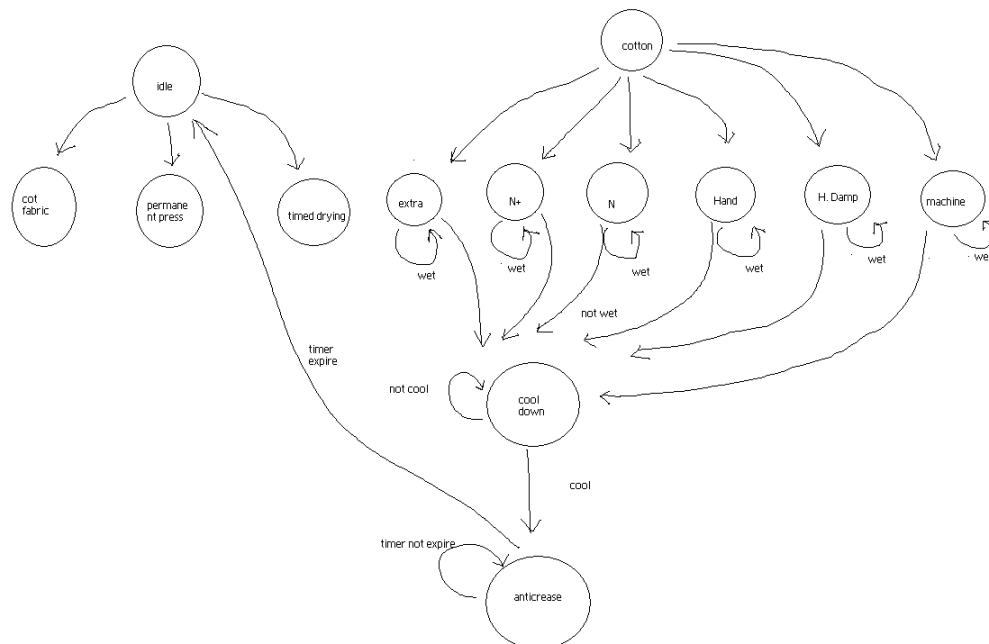 cotton
idle
cot
fabric
permane
nt press
timed drying
extra
N+
N
Hand
H. Damp
machine
wet
wet
wet
wet
wet
we
not wet
timer
expire
not cool
cool
down
cool
timer not expire
anticrease